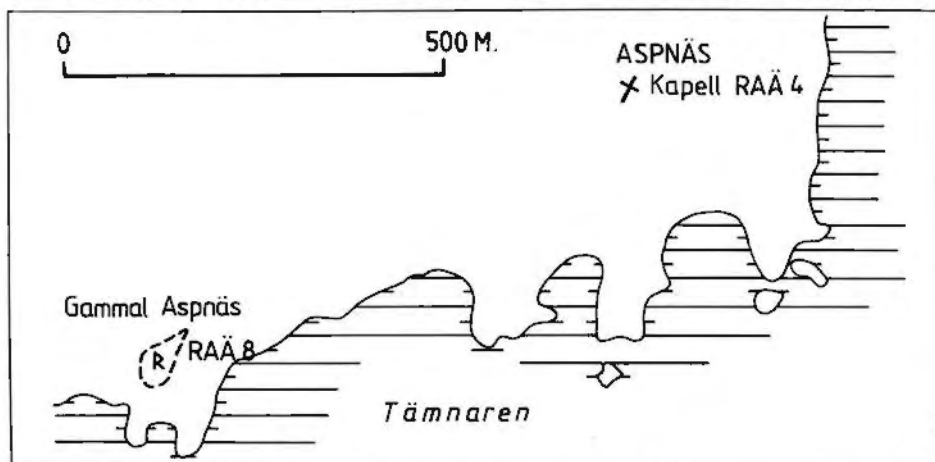 0 500 M.
ASPNÄS
Kapell RAÄ 4
Gammal Aspnäs
RAÄ 8
R
Tämnaren